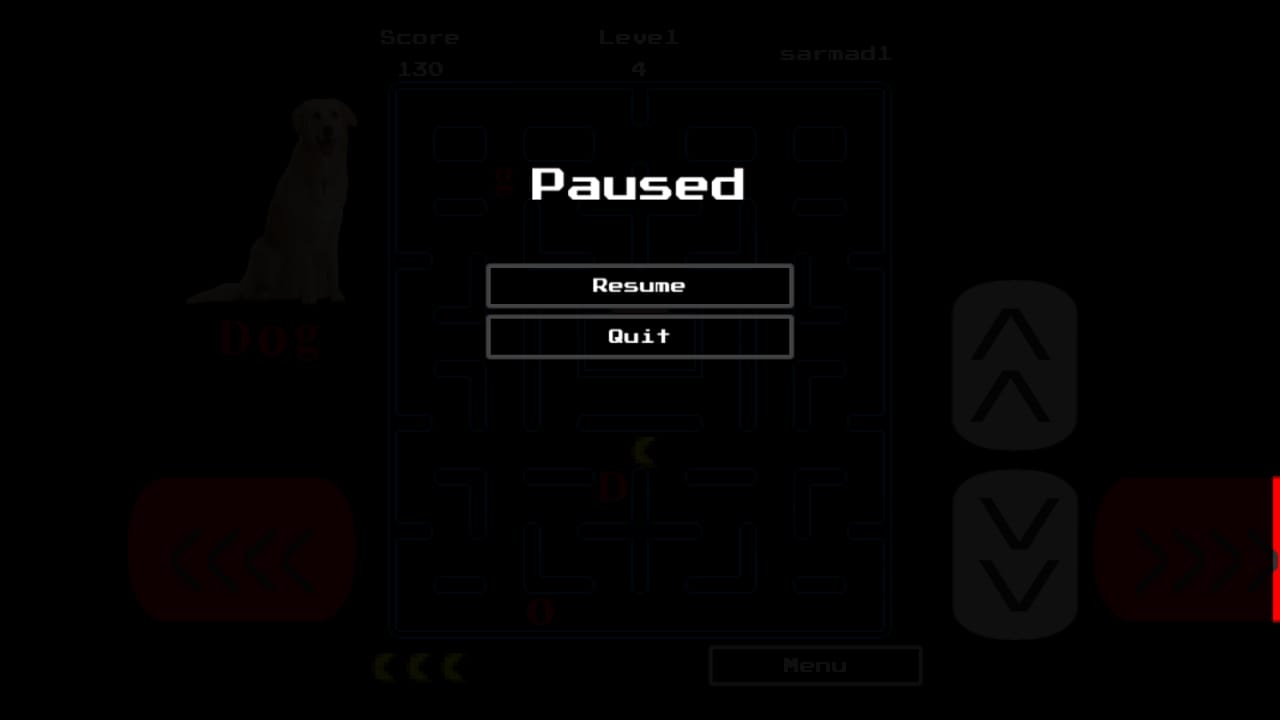 Score
Level
sarmad1
130
4
g
Paused
Resume
Quit
Dog
D
o
Menu